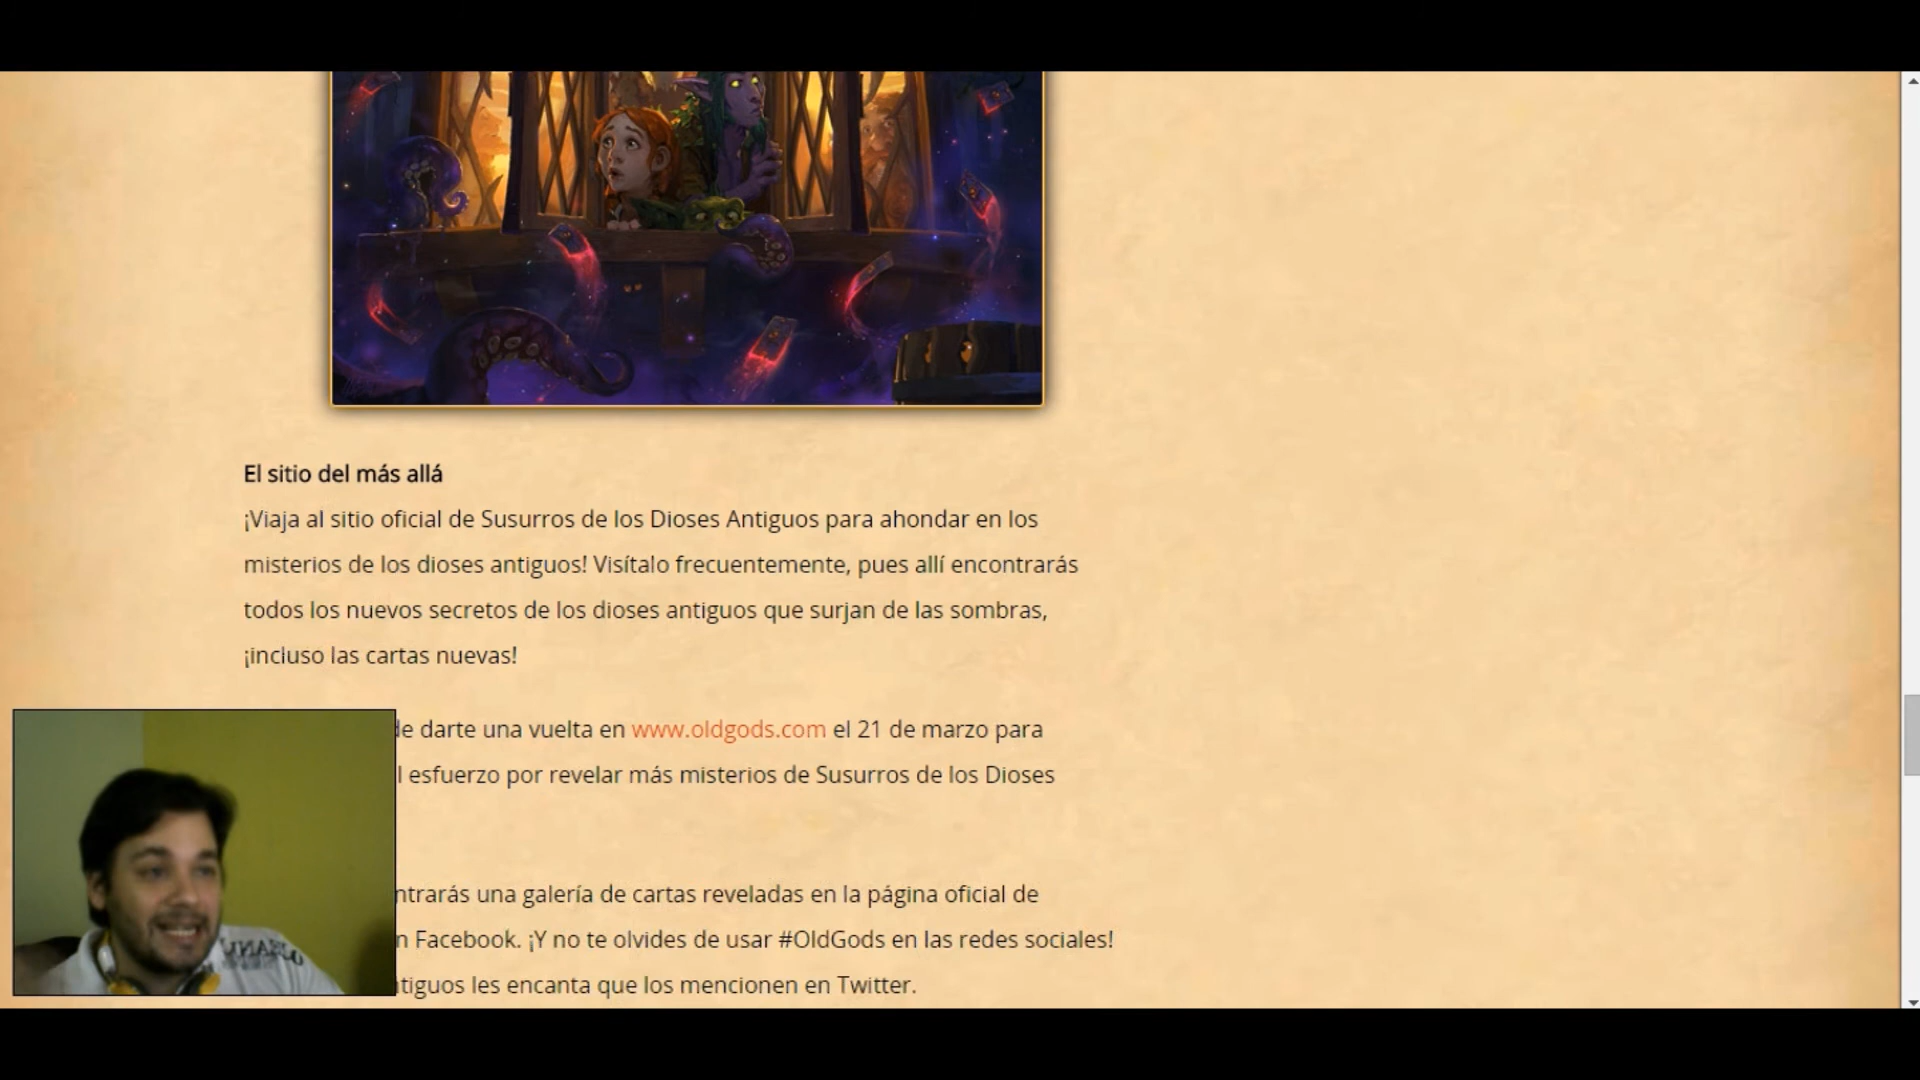 El sitio del más allá
¡Viaja al sitio oficial de Susurros de los Dioses Antiguos para ahondar en los
misterios de los dioses antiguos! Visítalo frecuentemente, pues allí encontrarás
todos los nuevos secretos de los dioses antiguos que surjan de las sombras,
¡incluso las cartas nuevas!
de darte una vuelta en www.oldgods.com el 21 de marzo para
l esfuerzo por revelar más misterios de Susurros de los Dioses
ntrarás una galería de cartas reveladas en la página oficial de
n Facebook. ¡Y no te olvides de usar #OldGods en las redes sociales!
tiguos les encanta que los mencionen en Twitter.